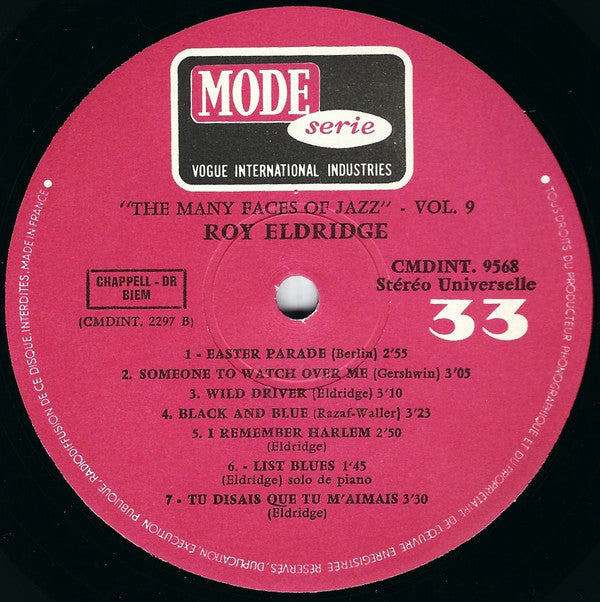 MODE
serie
VOGUE INTERNATIONAL INDUSTRIES
"THE MANY FACES OF JAZZ" - VOL. 9
ROY ELDRIDGE
CHAPPELL - DR
BIEM
(CMDINT. 2297 B)
CMDINT. 9568
Stéréo Universelle
33
1 - EASTER PARADE (Berlin) 2'55
2. SOMEONE TO WATCH OVER ME (Gershwin) 3'05
3. WILD DRIVER (Eldridge) 3'10
4. BLACK AND BLUE (Razaf-Waller) 3'23
5. I REMEMBER HARLEM 2'50
(Eldridge)
6. - LIST BLUES 1'45
(Eldridge) solo de piano
7 - TU DISAIS QUE TU M'AIMAIS 3'30
(Eldridge)
• TOUS DROITS DU PRODUCTEUR PHONOGRAPHIQUE ET DU PROPRIETAIRE DE L'ŒUVRE ENREGISTREE RESERVES, DUPLICATION EXECUTION PUBLIQUE, RADIODIFFUSION DE CE DISQUE, INTERDITES. MADE IN FRANCE •